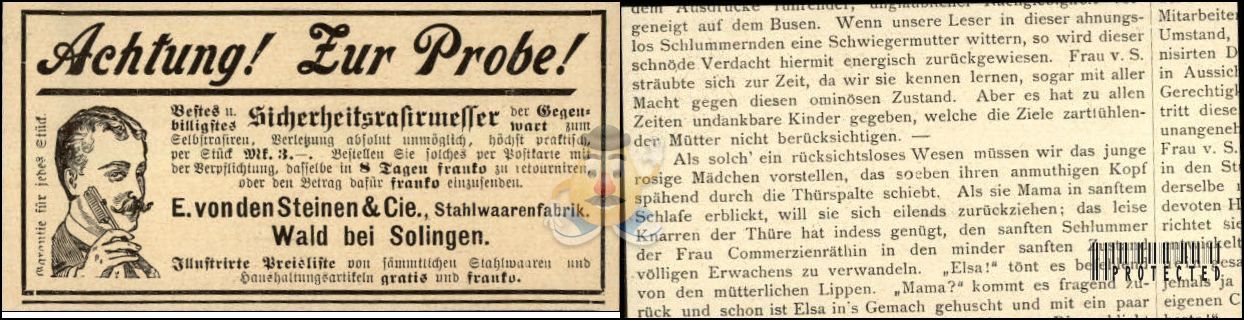 Achtung! Zur Probe!
Garantie für jedes Stück.
Bestes u. billigstes Sicherheitsrasirmesser der Gegenwart zum
Selbstrasiren, Verletzung absolut unmöglich, höchst praktisch,
per Stück Mk. 3.–. Bestellen Sie solches per Postkarte mit
der Verpflichtung, dasselbe in 8 Tagen franko zu retourniren
oder den Betrag dafür franko einzusenden.
E. von den Steinen & Cie., Stahlwaarenfabrik.
Wald bei Solingen.
Illustrirte Preisliste von sämmtlichen Stahlwaaren und
Haushaltungsartikeln gratis und franko.
dem Ausdrucke
geneigt auf dem Busen. Wenn unsere Leser in dieser ahnungs-
los Schlummernden eine Schwiegermutter wittern, so wird dieser
schnöde Verdacht hiermit energisch zurückgewiesen. Frau v. S.
sträubte sich zur Zeit, da wir sie kennen lernen, sogar mit aller
Macht gegen diesen ominösen Zustand. Aber es hat zu allen
Zeiten undankbare Kinder gegeben, welche die Ziele zartfühlen-
der Mütter nicht berücksichtigen. —
Als solch' ein rücksichtsloses Wesen müssen wir das junge
rosige Mädchen vorstellen, das soeben ihren anmuthigen Kopf
spähend durch die Thürspalte schiebt. Als sie Mama in sanftem
Schlafe erblickt, will sie sich eilends zurückziehen; das leise
Knarren der Thüre hat indess genügt, den sanften Schlummer
der Frau Commerzienräthin in den minder sanften
völligen Erwachens zu verwandeln. „Elsa!" tönt es
von den mütterlichen Lippen. „Mama?" kommt es fragend zu-
rück und schon ist Elsa in's Gemach gehuscht und mit ein paar
Mitarbeiter
Umstand,
nisirten D
in Aussich
Gerechtigk
tritt diese
unangeneh
Frau v. S.
in den St
derselbe
devoten H
richtet sie
jemals ja
eigenen C
PROTECTED